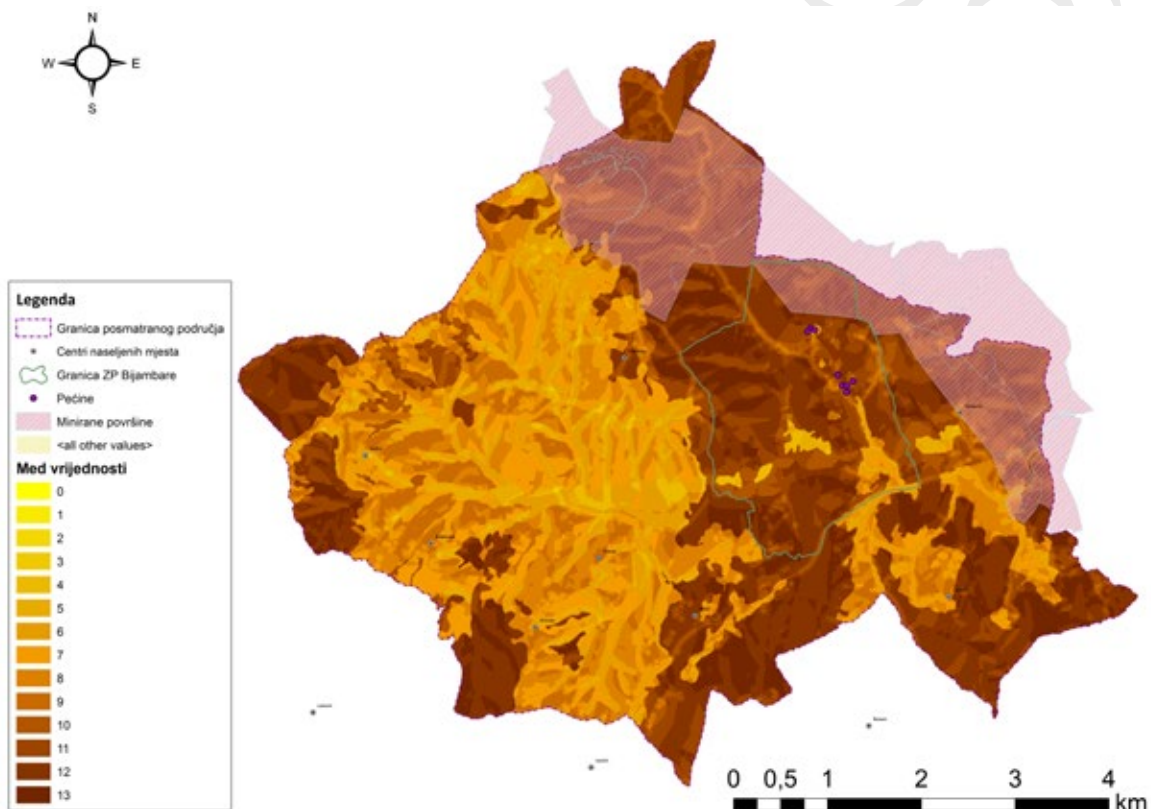 N
W E
S
Legenda
Granica posmatranog područja
Centri naseljenih mjesta
Granica ZP Bijambare
Pećine
Minirane površine
<all other values>
Med vrijednosti
0
1
2
3
4
5
6
7
8
9
10
11
12
13
0 0,5 1 2 3 4
km